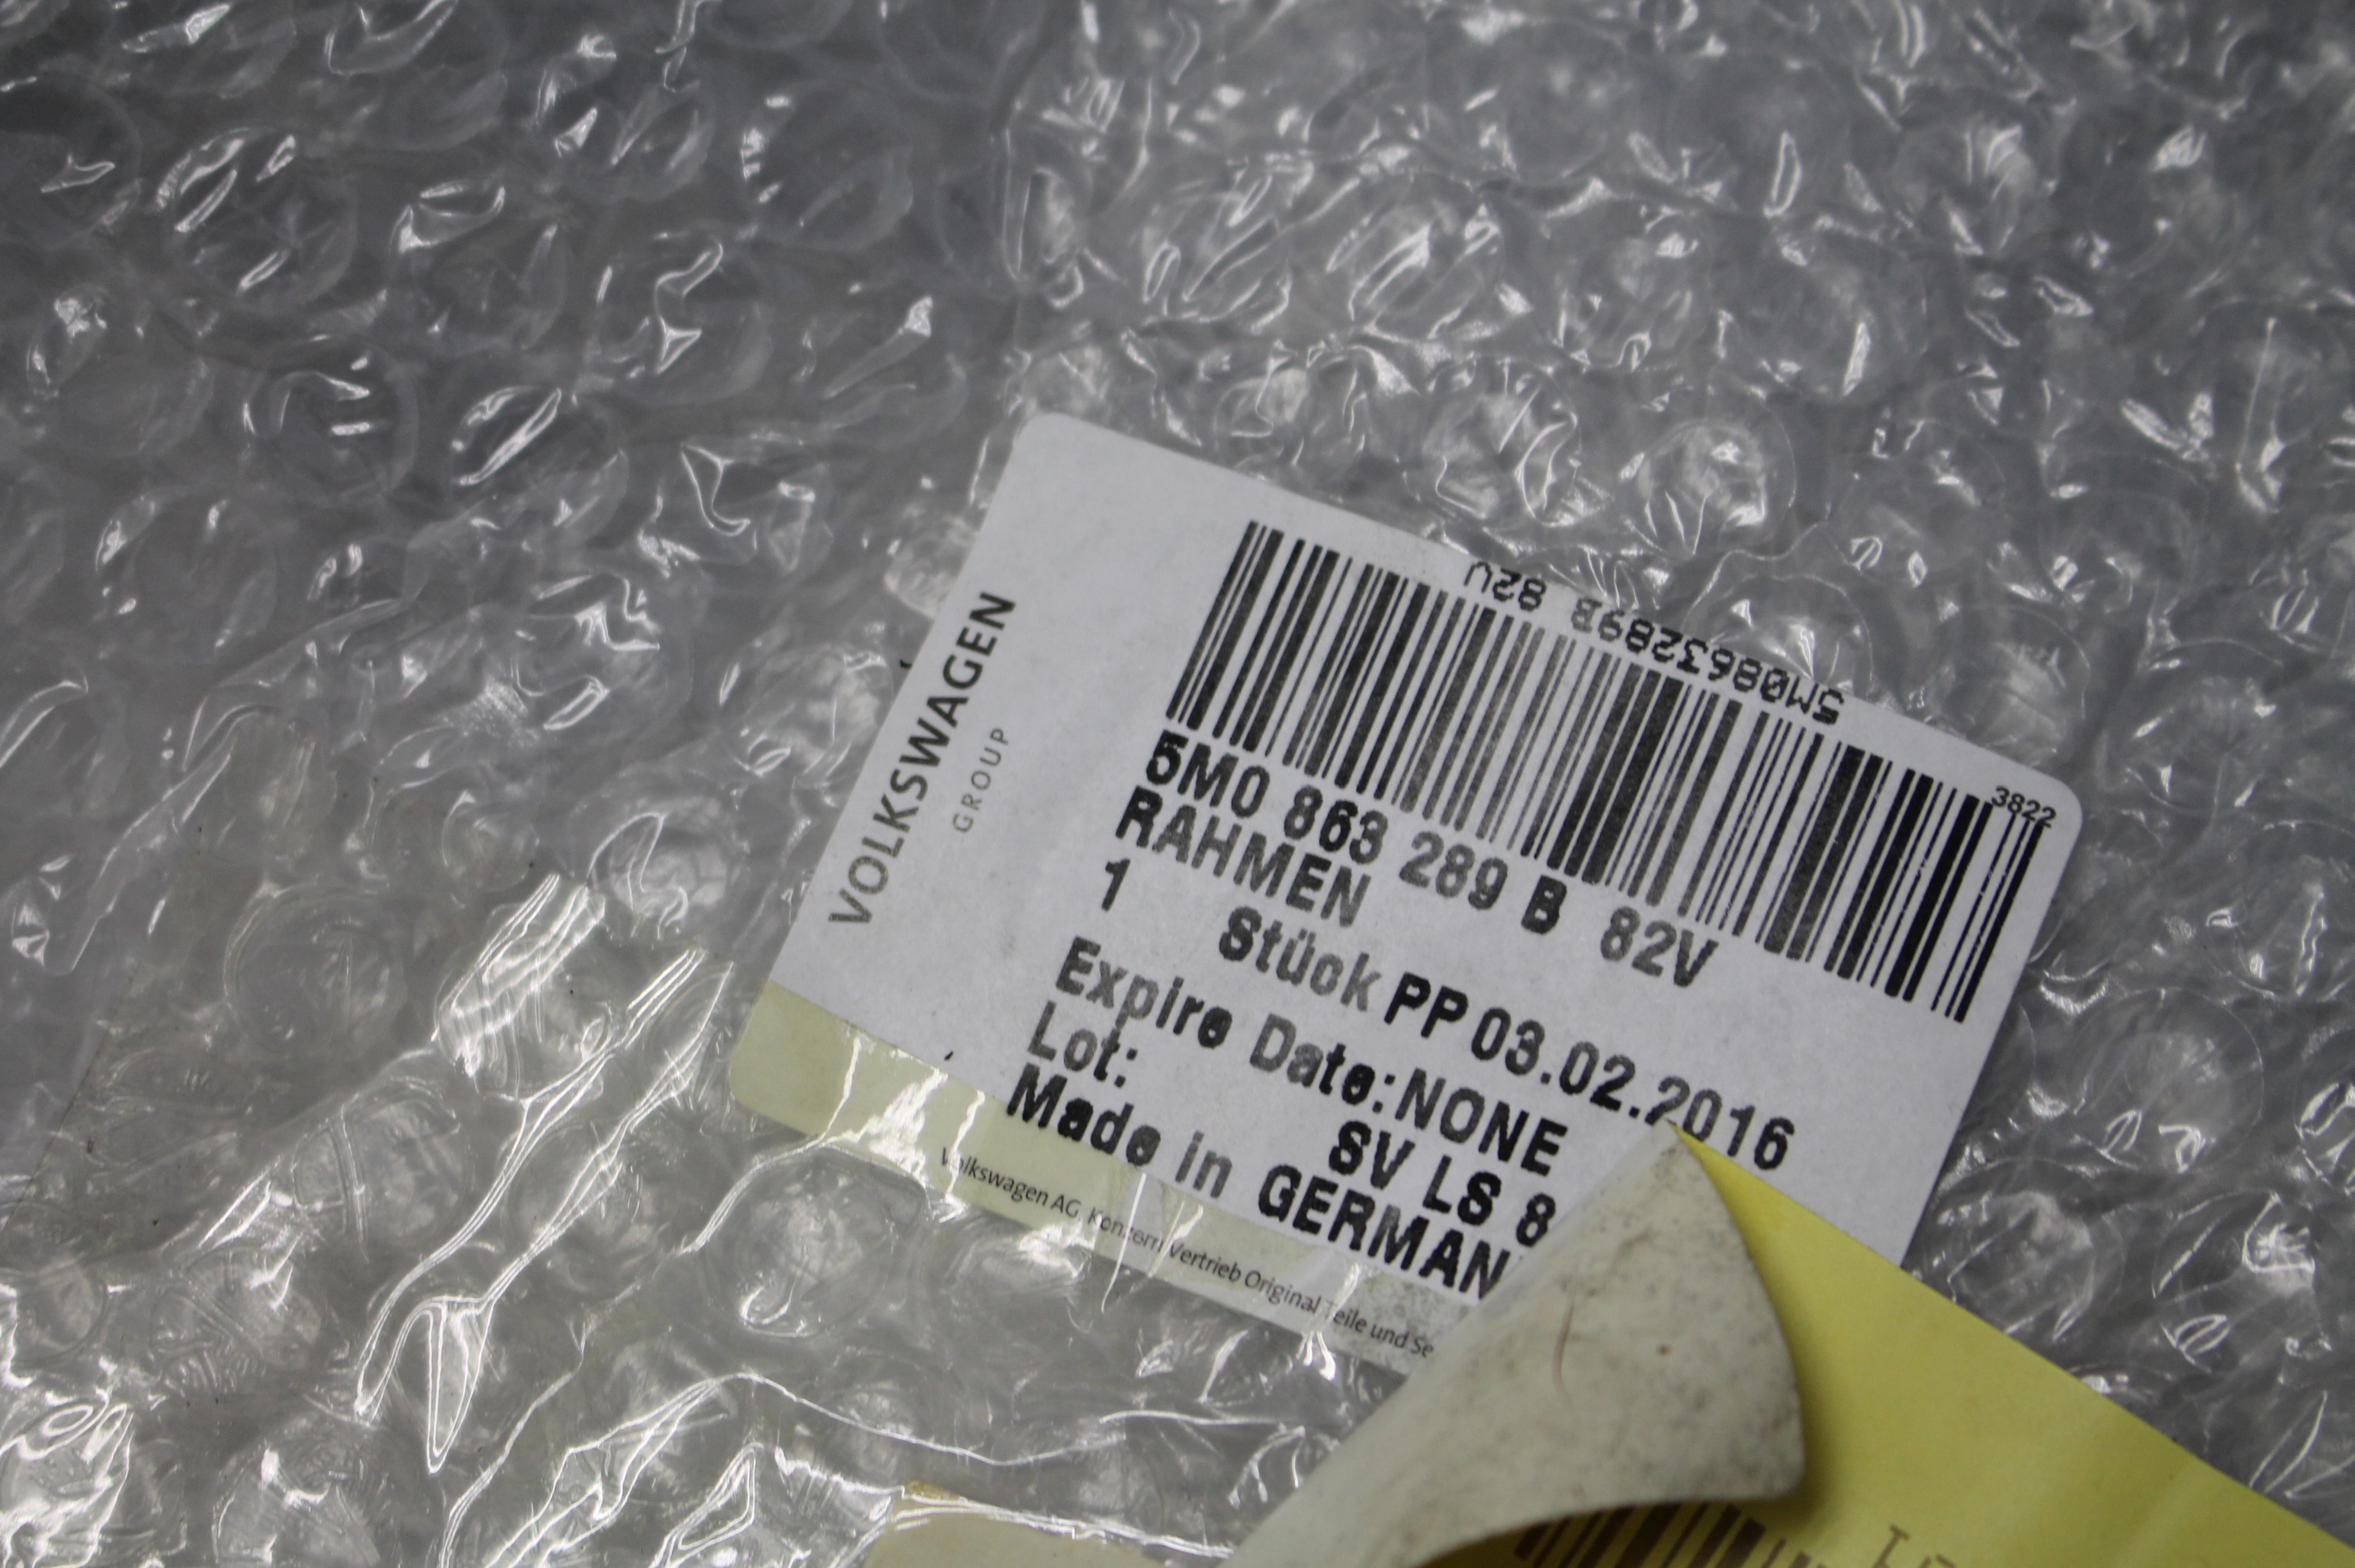 VOLKSWAGEN
GROUP
5M0863289B 82V
3822
5M0 863 289 B 82V
RAHMEN
1 Stück PP 03.02.2016
Expire Date:NONE
Lot: SV LS 8
Made in GERMAN
Volkswagen AG, Konzern Vertrieb Original Teile und Se